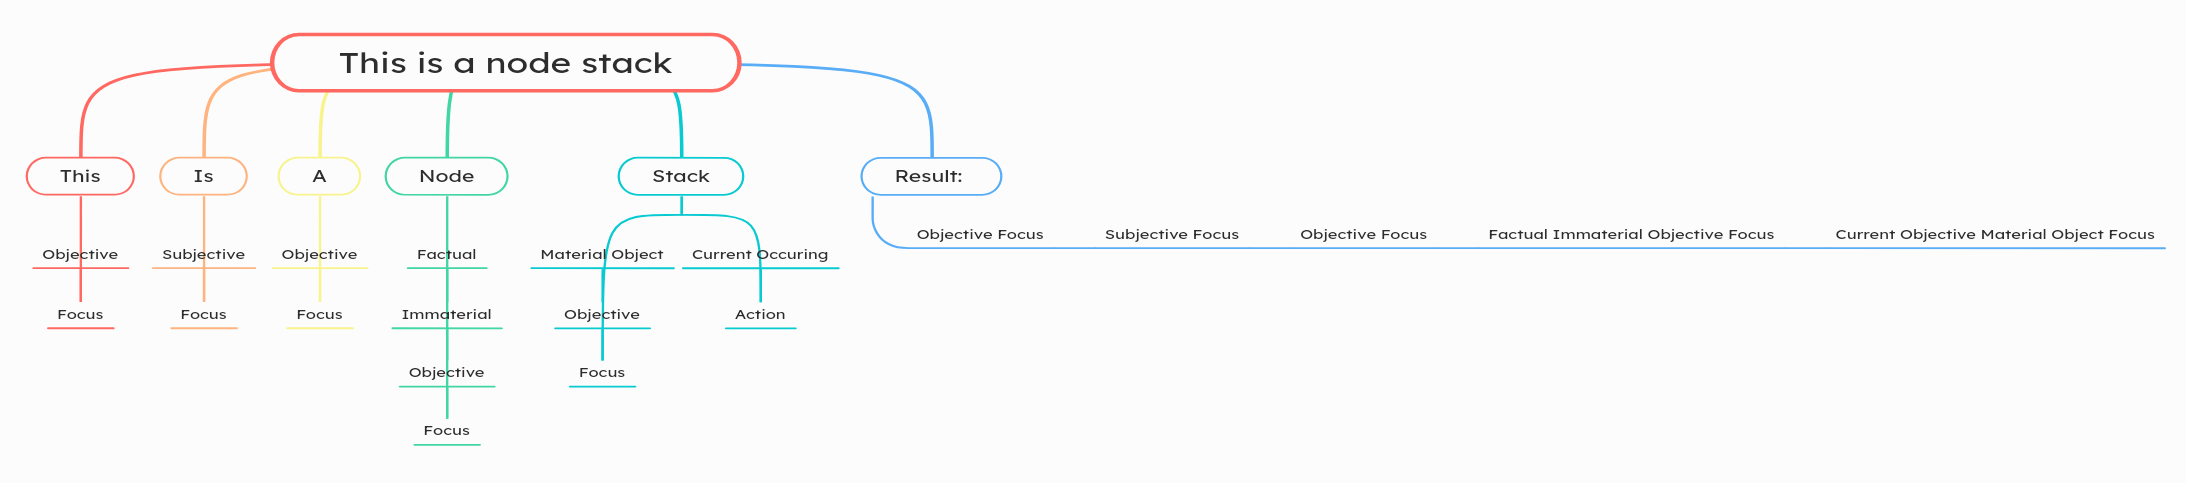 This is a node stack
This Is A Node Stack Result:
Objective Focus Subjective Focus Objective Focus Factual Immaterial Objective Focus Current Objective Material Object Focus
Objective Subjective Objective Factual Material Object Current Occuring
Focus Focus Focus Immaterial Objective Action
Objective Focus
Focus